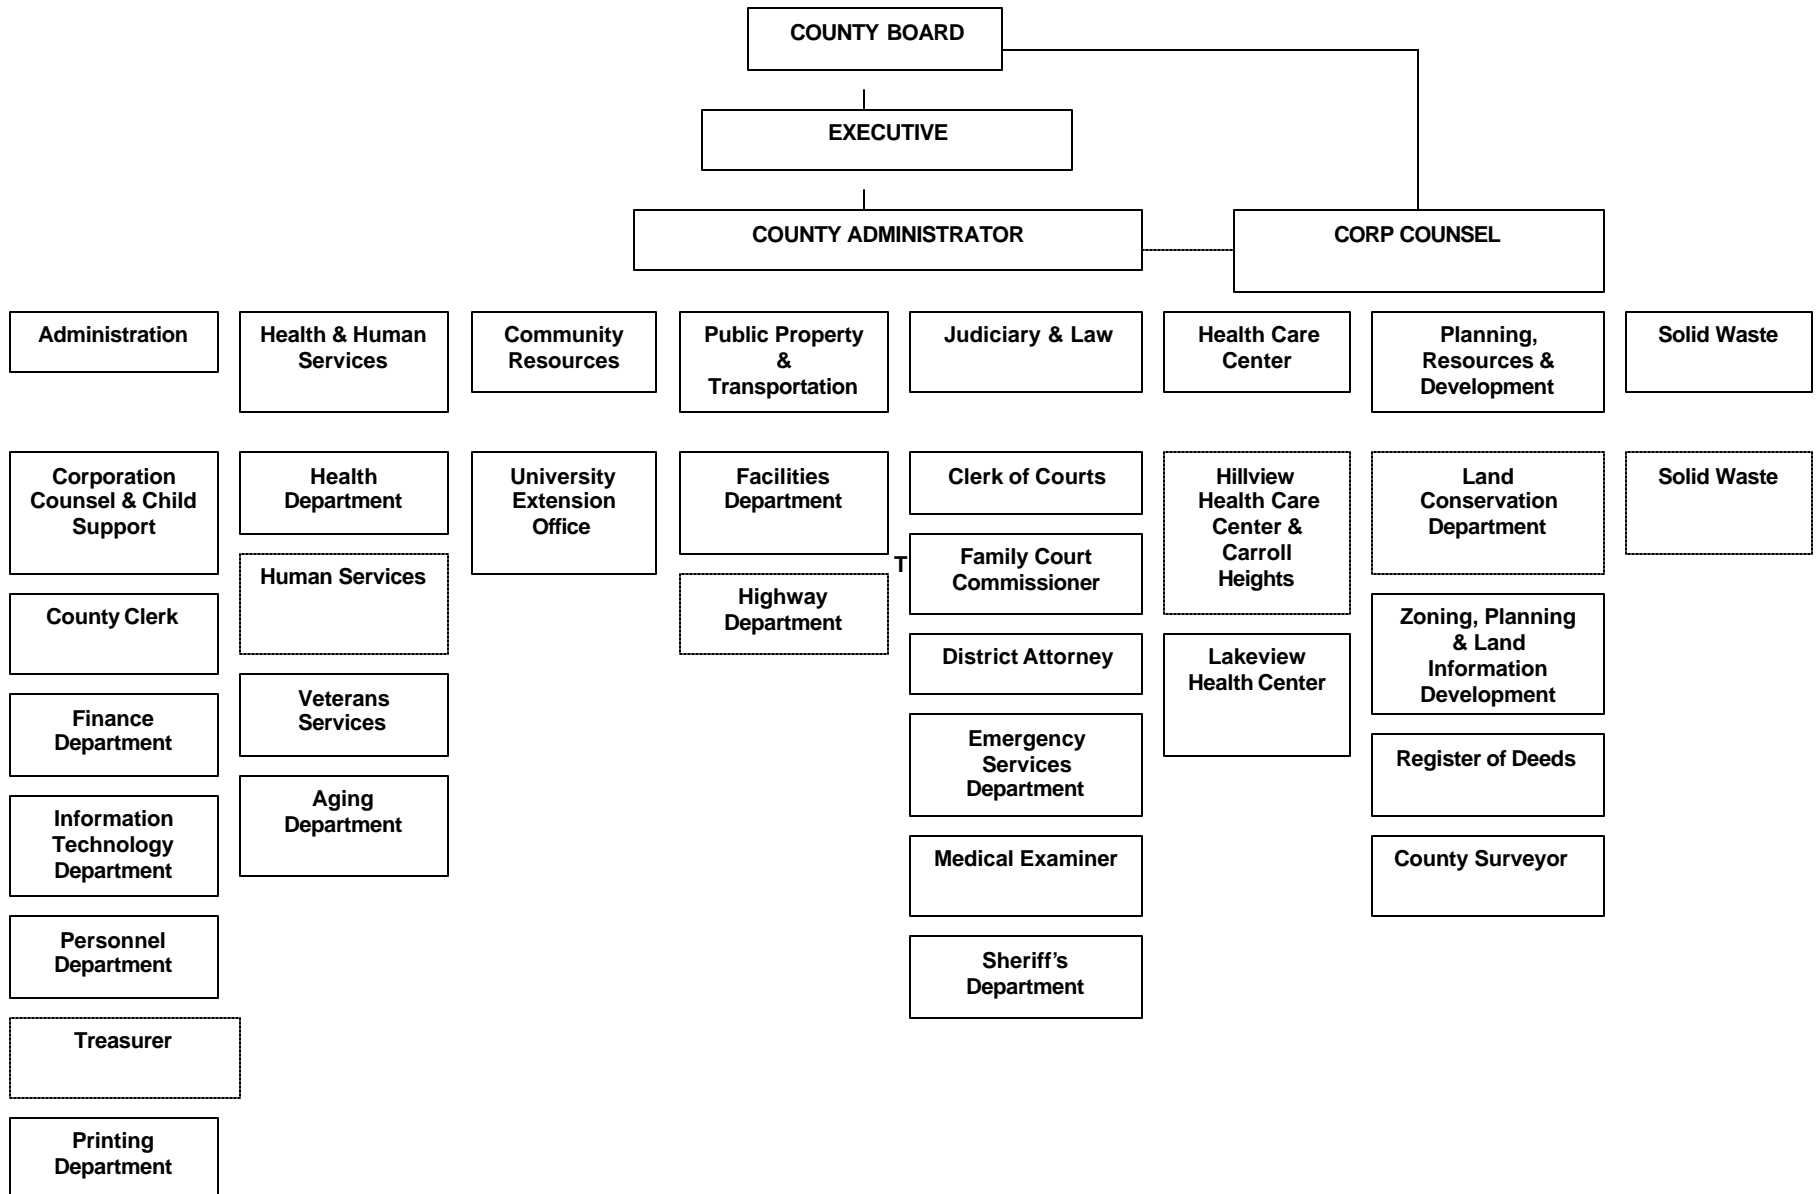 COUNTY BOARD
EXECUTIVE
COUNTY ADMINISTRATOR
CORP COUNSEL
Administration
Health & Human
Services
Community
Resources
Public Property
&
Transportation
Judiciary & Law
Health Care
Center
Planning,
Resources &
Development
Solid Waste
Corporation
Counsel & Child
Support
County Clerk
Finance
Department
Information
Technology
Department
Personnel
Department
Treasurer
Printing
Department
Health
Department
Human Services
Veterans
Services
Aging
Department
University
Extension
Office
Facilities
Department
Highway
Department
T
Clerk of Courts
Family Court
Commissioner
District Attorney
Emergency
Services
Department
Medical Examiner
Sheriff’s
Department
Hillview
Health Care
Center &
Carroll
Heights
Lakeview
Health Center
Land
Conservation
Department
Zoning, Planning
& Land
Information
Development
Register of Deeds
County Surveyor
Solid Waste